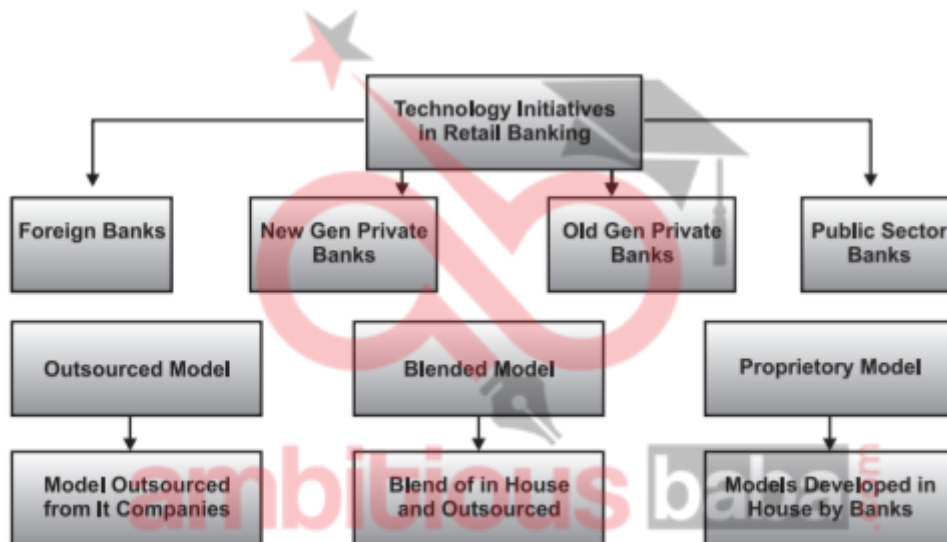 Technology Initiatives
in Retail Banking
Foreign Banks
New Gen Private
Banks
Old Gen Private
Banks
Public Sector
Banks
Outsourced Model
Blended Model
Proprietory Model
Model Outsourced
from It Companies
Blend of in House
and Outsourced
Models Developed in
House by Banks
ambitious baba .com